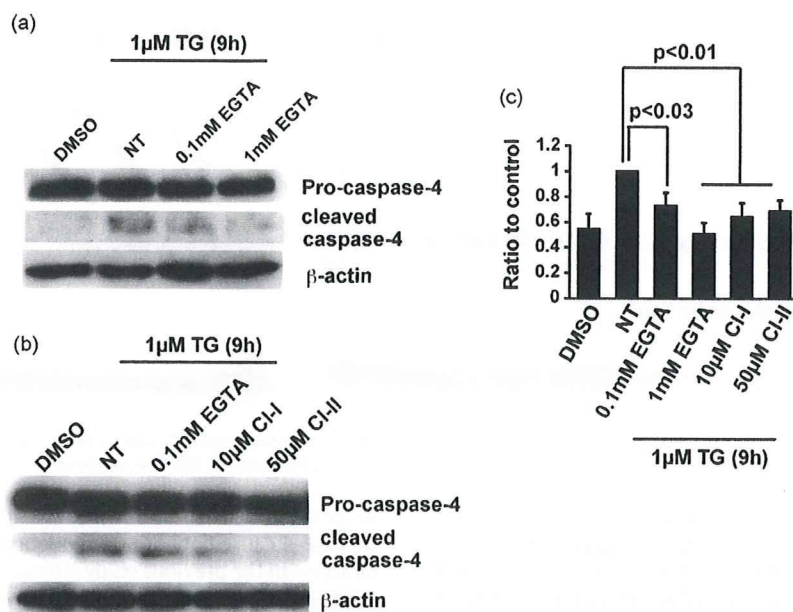 (a)
1μM TG (9h)
DMSO
NT
0.1mM EGTA
1mM EGTA
Pro-caspase-4
cleaved
caspase-4
β-actin
(b)
1μM TG (9h)
DMSO
NT
0.1mM EGTA
10μM CI-I
50μM CI-II
Pro-caspase-4
cleaved
caspase-4
β-actin
(c)
p<0.01
p<0.03
Ratio to control
1.2
1
0.8
0.6
0.4
0.2
0
DMSO
NT
0.1mM EGTA
1mM EGTA
10μM CI-I
50μM CI-II
1μM TG (9h)